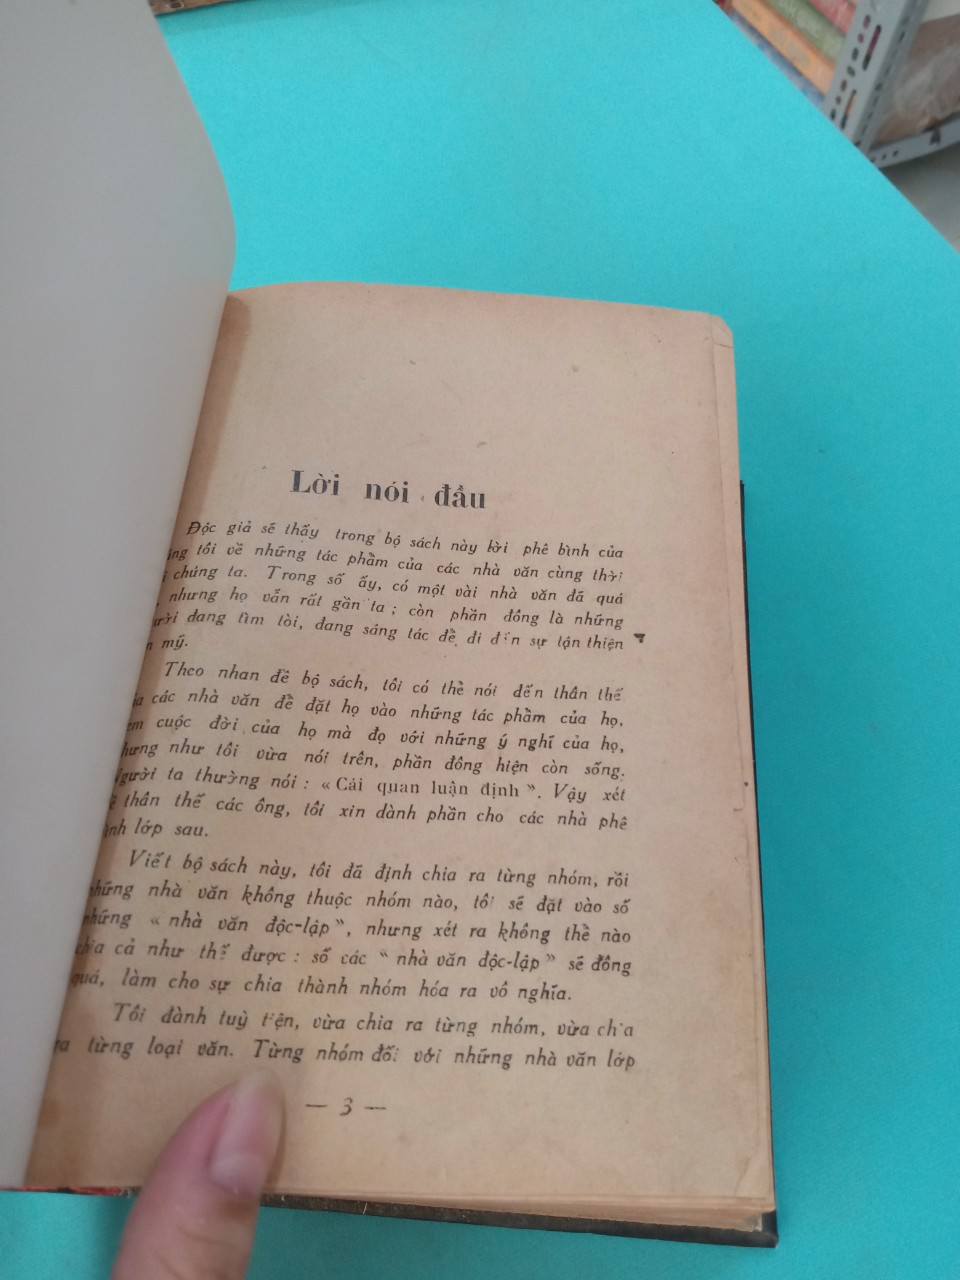 Lời nói đầu
Độc giả sẽ thấy trong bộ sách này lời phê bình của
tôi về những tác phẩm của các nhà văn cùng thời
chúng ta. Trong số ấy, có một vài nhà văn đã quá
nhưng họ vẫn rất gần ta ; còn phần đông là những
đang tìm tòi, đang sáng tác để đi đến sự tận thiện
mỹ.
Theo nhan đề bộ sách, tôi có thể nói đến thân thế
các nhà văn để đặt họ vào những tác phẩm của họ,
cuộc đời của họ mà đọ với những ý nghĩ của họ,
nhưng như tôi vừa nói trên, phần đông hiện còn sống.
Người ta thường nói : « Cái quan luận định ». Vậy xét
thân thế các ông, tôi xin dành phần cho các nhà phê
lớp sau.
Viết bộ sách này, tôi đã định chia ra từng nhóm, rồi
những nhà văn không thuộc nhóm nào, tôi sẽ đặt vào số
những « nhà văn độc-lập », nhưng xét ra không thể nào
chia cả như thế được : số các “ nhà văn độc-lập ” sẽ đông
quá, làm cho sự chia thành nhóm hóa ra vô nghĩa.
Tôi đành tuỳ tiện, vừa chia ra từng nhóm, vừa chia
ra từng loại văn. Từng nhóm đối với những nhà văn lớp
— 3 —